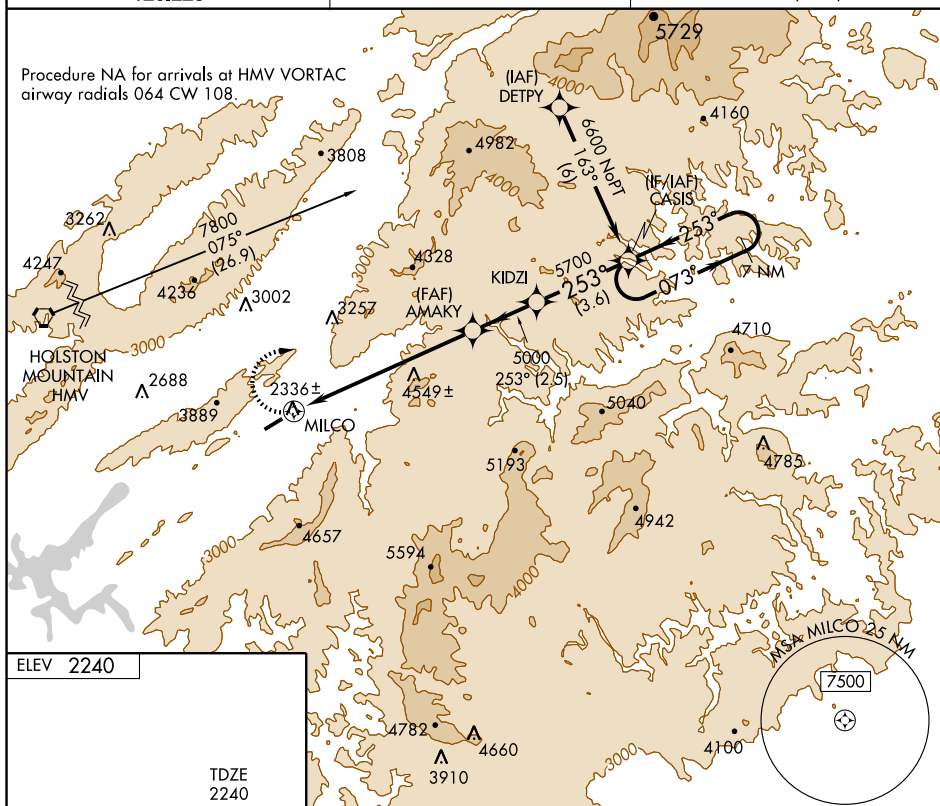 5729
Procedure NA for arrivals at HMV VORTAC
airway radials 064 CW 108.
(IAF)
DETPY
4000
4160
6600 NoPT
163°
(6)
3808
4982
4000
(IF/IAF)
CASIS
3262
7800
075°
(26.9)
253°
4247
4328
KIDZI
5700
253°
(3.6)
073°
7 NM
4236
3002
3257
3000
(FAF)
AMAKY
3000
HOLSTON
MOUNTAIN
HMV
5000
253° (2.5)
4710
2688
2336±
4549±
3889
MILCO
5040
5193
4785
4942
3000
4657
5594
4000
MSA MILCO 25 NM
7500
ELEV 2240
4782
4660
3910
4100
3000
TDZE
2240